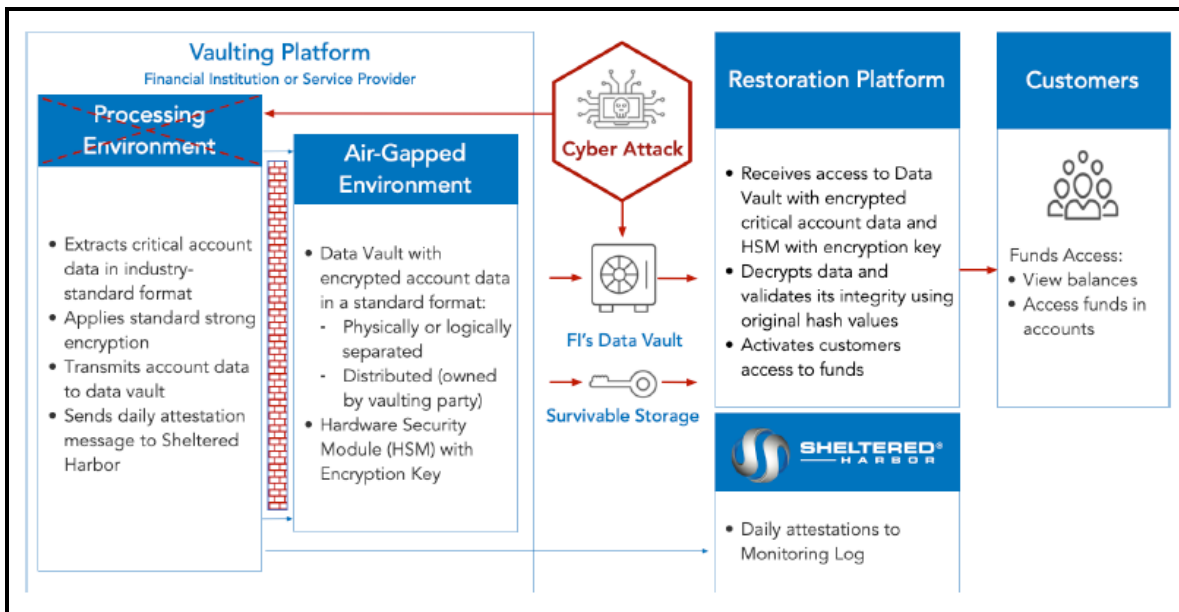 Vaulting Platform
Financial Institution or Service Provider
Processing
Environment
• Extracts critical account
data in industry-
standard format
• Applies standard strong
encryption
• Transmits account data
to data vault
• Sends daily attestation
message to Sheltered
Harbor
Air-Gapped
Environment
• Data Vault with
encrypted account data
in a standard format:
- Physically or logically
separated
- Distributed (owned
by vaulting party)
• Hardware Security
Module (HSM) with
Encryption Key
Cyber Attack
FI's Data Vault
Survivable Storage
Restoration Platform
• Receives access to Data
Vault with encrypted
critical account data and
HSM with encryption key
• Decrypts data and
validates its integrity using
original hash values
• Activates customers
access to funds
SHELTERED®
HARBOR
• Daily attestations to
Monitoring Log
Customers
Funds Access:
• View balances
• Access funds in
accounts